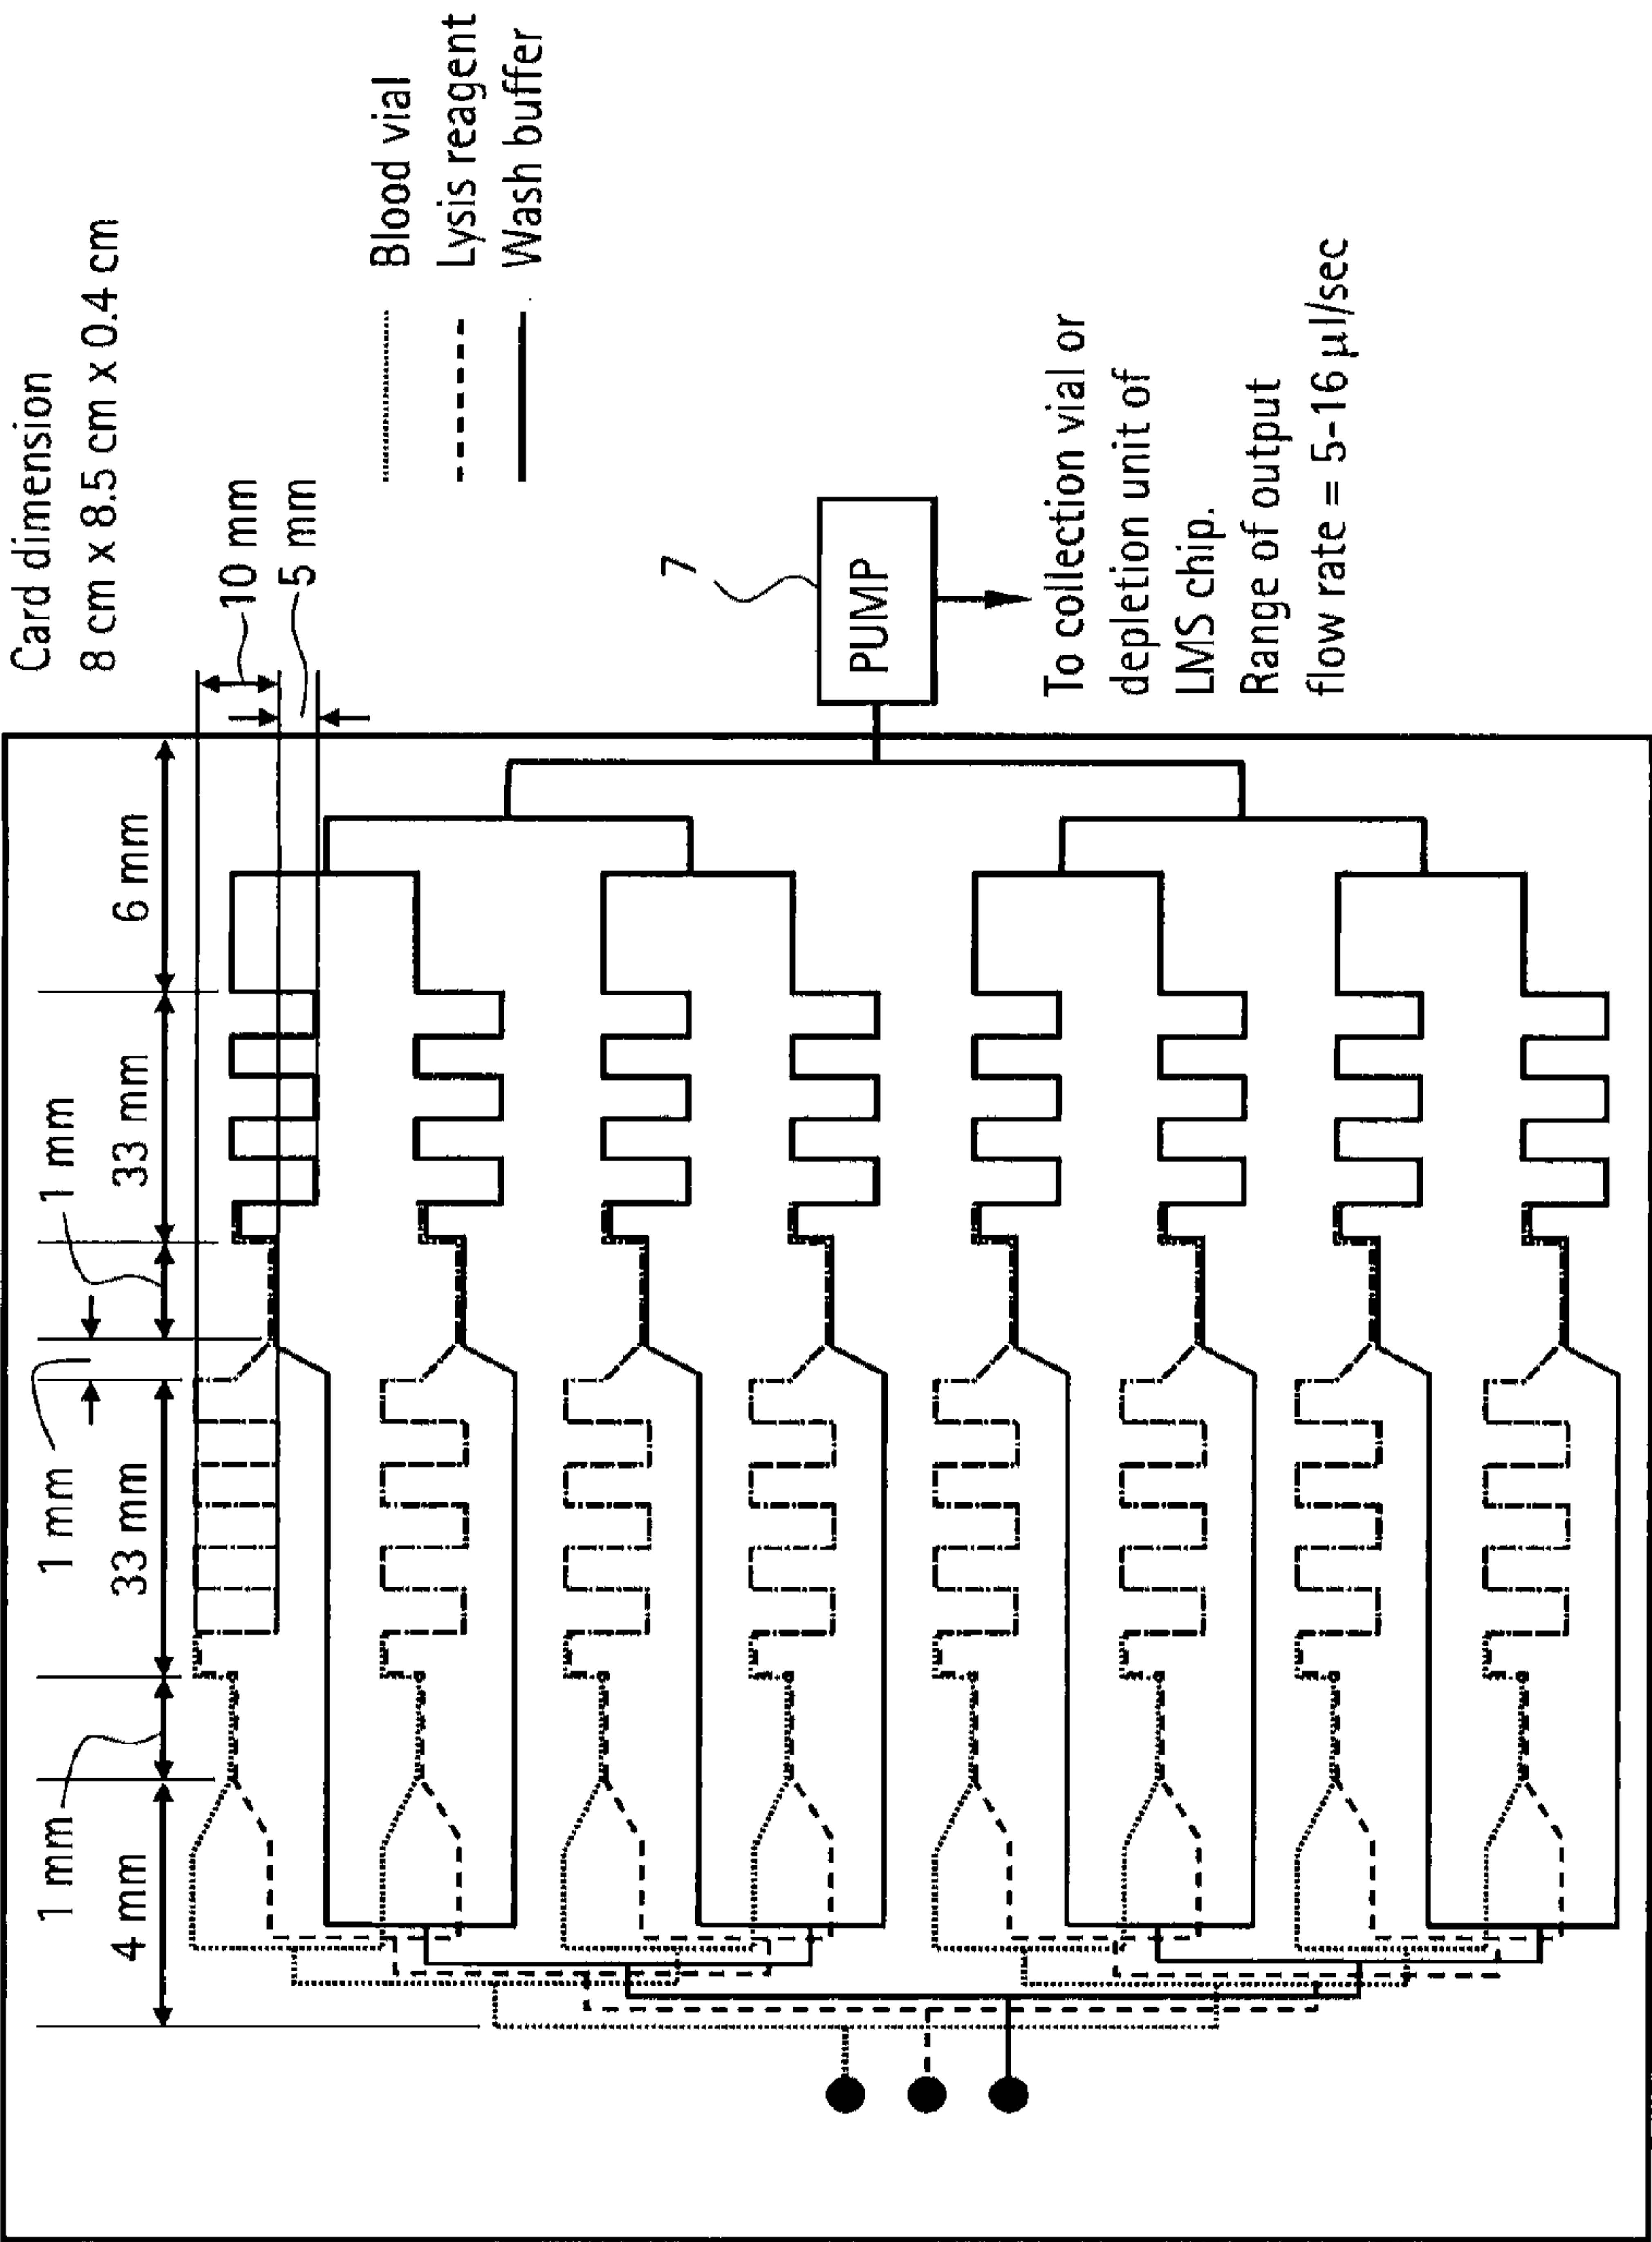 Card dimension
8 cm x 8.5 cm x 0.4 cm
10 mm
5 mm
1 mm
1 mm
1 mm
4 mm
33 mm
33 mm
6 mm
Blood vial
Lysis reagent
Wash buffer
7
PUMP
To collection vial or
depletion unit of
LMS chip.
Range of output
flow rate = 5-16 µl/sec